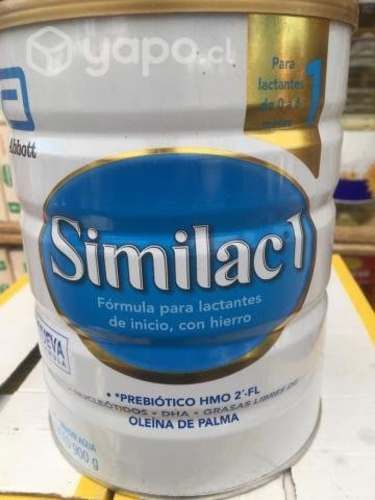 yapo.cl
Para
lactantes
de 0 a 6
meses
1
Abbott
Similac 1
Fórmula para lactantes
de inicio, con hierro
NUEVA
• **PREBIÓTICO HMO 2'-FL
NUCLEÓTIDOS • DHA • GRASAS LIBRES DE
OLEÍNA DE PALMA
900 g